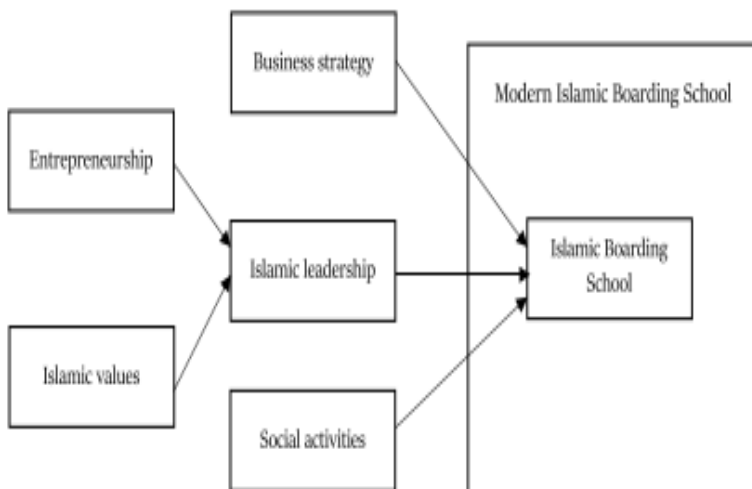 Business strategy
Modern Islamic Boarding School
Entrepreneurship
Islamic leadership
Islamic Boarding
School
Islamic values
Social activities